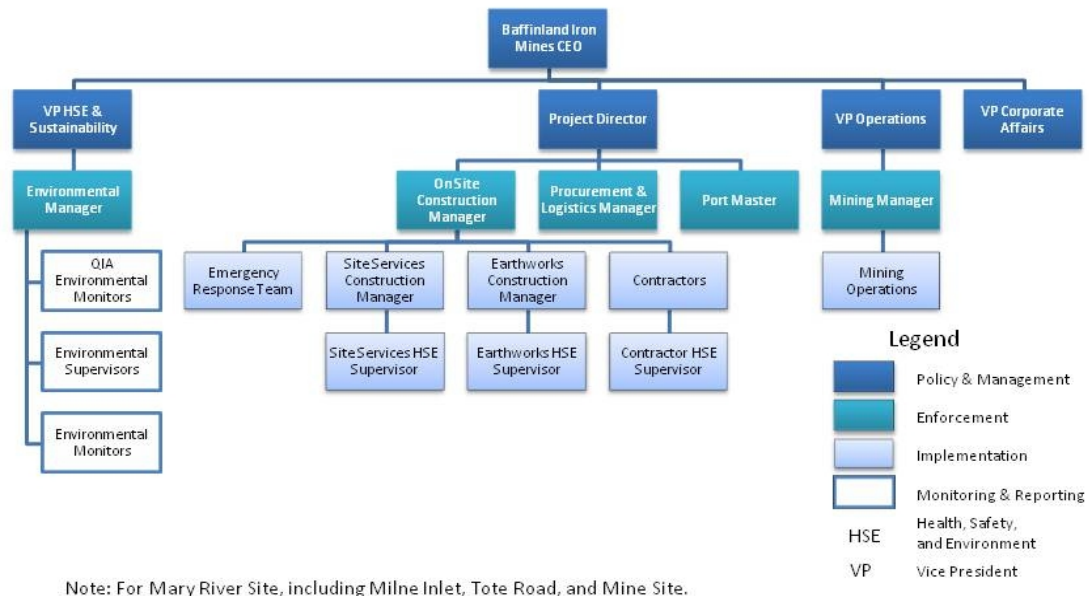 Baffinland Iron
Mines CEO
VP HSE &
Sustainability
Project Director
VP Operations
VP Corporate
Affairs
Environmental
Manager
On Site
Construction
Manager
Procurement &
Logistics Manager
Port Master
Mining Manager
QIA
Environmental
Monitors
Emergency
Response Team
Site Services
Construction
Manager
Earthworks
Construction
Manager
Contractors
Mining
Operations
Environmental
Supervisors
Site Services HSE
Supervisor
Earthworks HSE
Supervisor
Contractor HSE
Supervisor
Environmental
Monitors
Legend
Policy & Management
Enforcement
Implementation
Monitoring & Reporting
HSE Health, Safety,
and Environment
VP Vice President
Note: For Mary River Site, including Milne Inlet, Tote Road, and Mine Site.